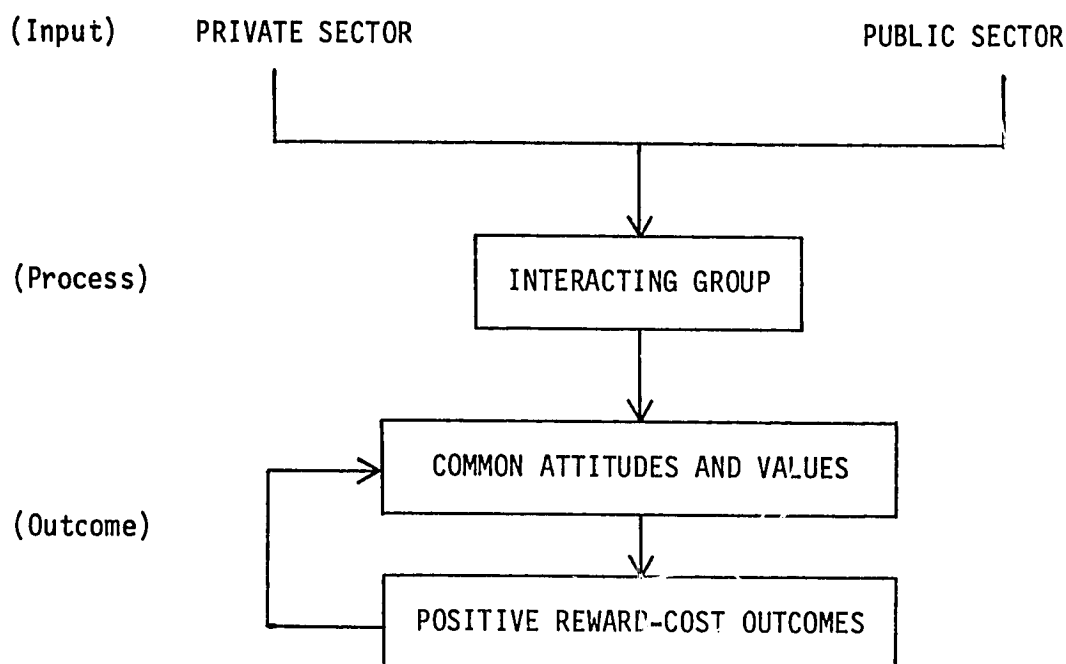 (Input) PRIVATE SECTOR PUBLIC SECTOR
(Process) INTERACTING GROUP
COMMON ATTITUDES AND VALUES
(Outcome)
POSITIVE REWARD-COST OUTCOMES